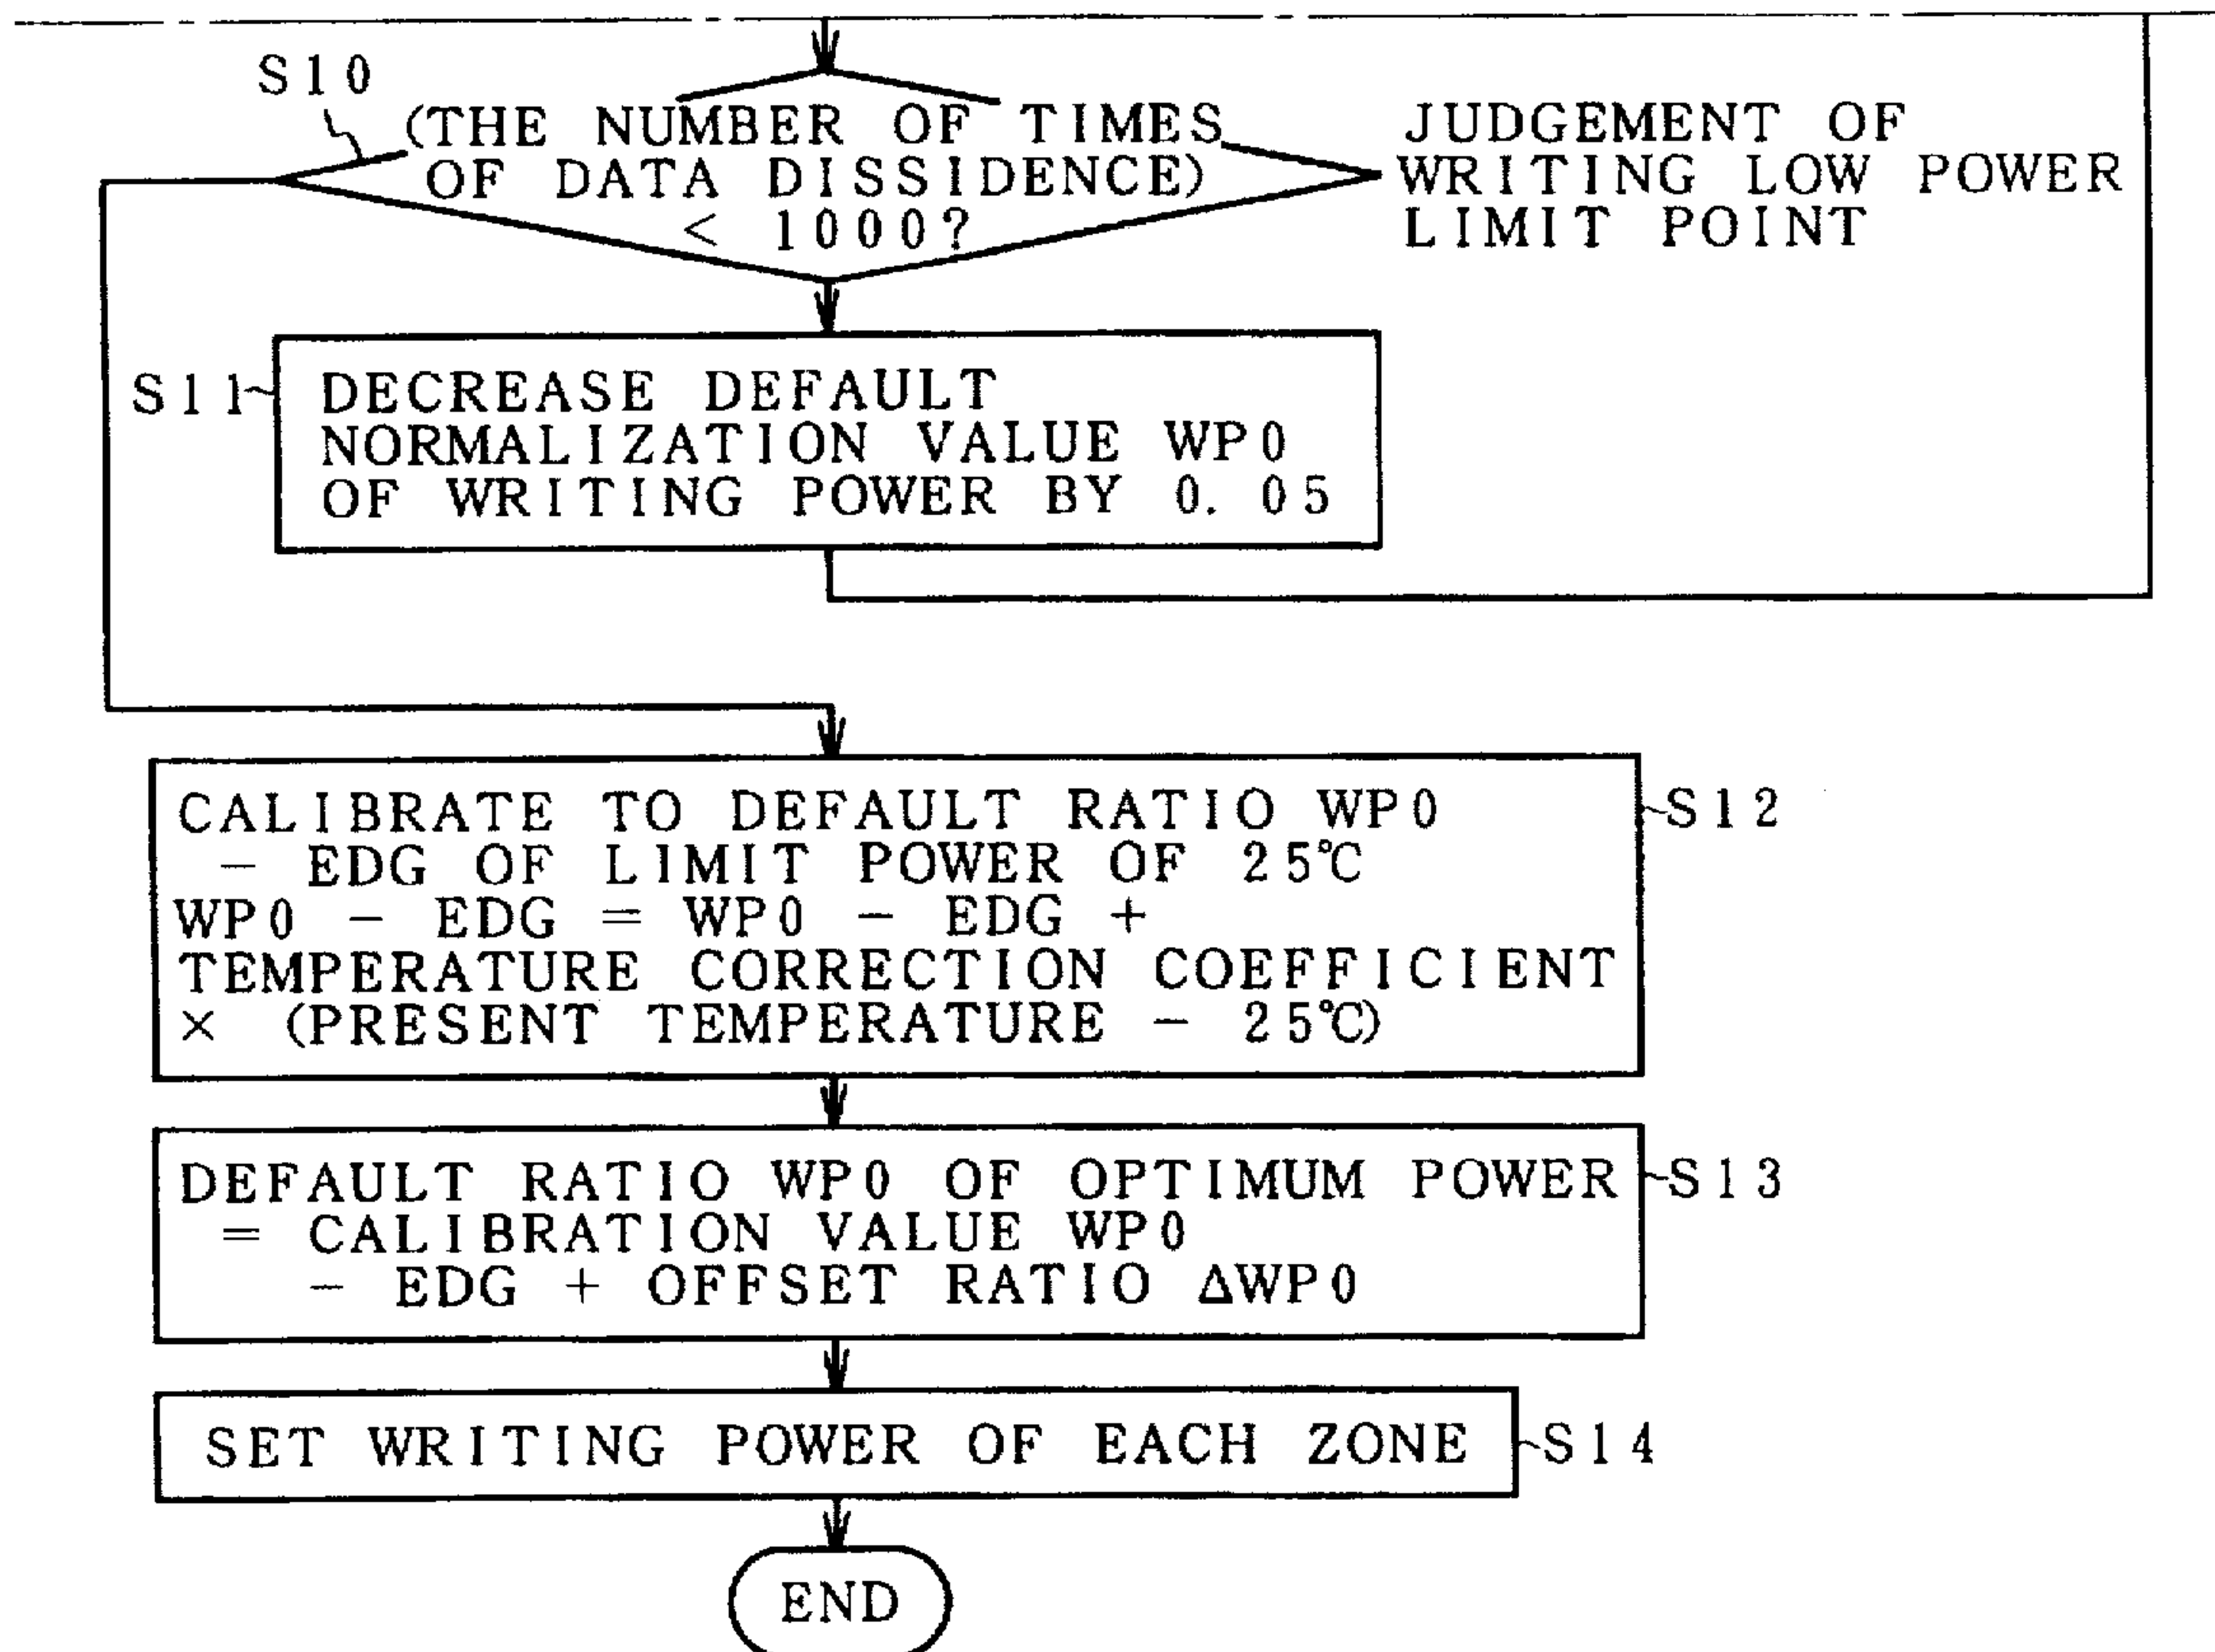 S10
(THE NUMBER OF TIMES
OF DATA DISSIDENCE)
< 1000?
JUDGEMENT OF
WRITING LOW POWER
LIMIT POINT
S11
DECREASE DEFAULT
NORMALIZATION VALUE WP0
OF WRITING POWER BY 0.05
CALIBRATE TO DEFAULT RATIO WP0
- EDG OF LIMIT POWER OF 25℃
WP0 - EDG = WP0 - EDG +
TEMPERATURE CORRECTION COEFFICIENT
× (PRESENT TEMPERATURE - 25℃)
S12
DEFAULT RATIO WP0 OF OPTIMUM POWER
= CALIBRATION VALUE WP0
- EDG + OFFSET RATIO ΔWP0
S13
SET WRITING POWER OF EACH ZONE
S14
END